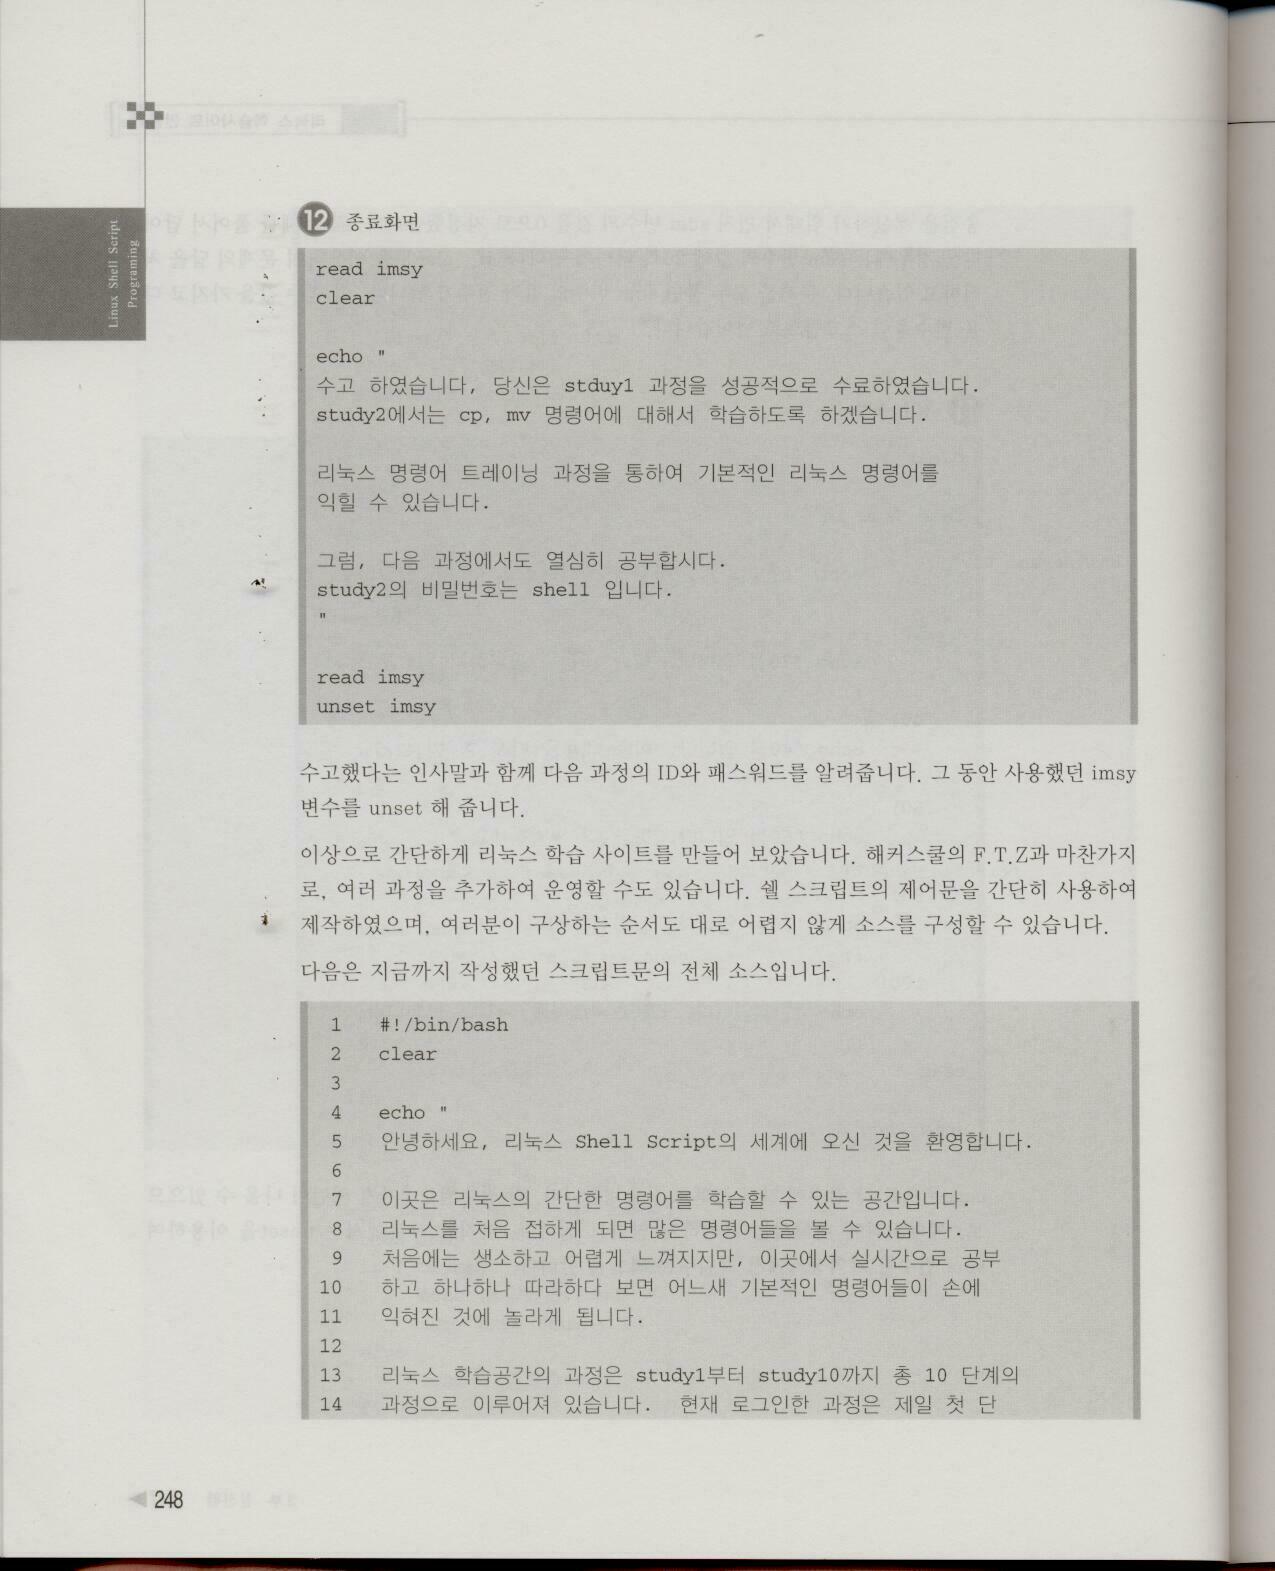 Linux Shell Script
Programing
12 종료화면
read imsy
clear
echo "
수고 하였습니다, 당신은 stduy1 과정을 성공적으로 수료하였습니다.
study2에서는 cp, mv 명령어에 대해서 학습하도록 하겠습니다.
리눅스 명령어 트레이닝 과정을 통하여 기본적인 리눅스 명령어를
익힐 수 있습니다.
그럼, 다음 과정에서도 열심히 공부합시다.
study2의 비밀번호는 shell 입니다.
"
read imsy
unset imsy
수고했다는 인사말과 함께 다음 과정의 ID와 패스워드를 알려줍니다. 그 동안 사용했던 imsy
변수를 unset 해 줍니다.
이상으로 간단하게 리눅스 학습 사이트를 만들어 보았습니다. 해커스쿨의 F.T.Z과 마찬가지
로, 여러 과정을 추가하여 운영할 수도 있습니다. 쉘 스크립트의 제어문을 간단히 사용하여
제작하였으며, 여러분이 구상하는 순서도 대로 어렵지 않게 소스를 구성할 수 있습니다.
다음은 지금까지 작성했던 스크립트문의 전체 소스입니다.
1 #!/bin/bash
2 clear
3
4 echo "
5 안녕하세요, 리눅스 Shell Script의 세계에 오신 것을 환영합니다.
6
7 이곳은 리눅스의 간단한 명령어를 학습할 수 있는 공간입니다.
8 리눅스를 처음 접하게 되면 많은 명령어들을 볼 수 있습니다.
9 처음에는 생소하고 어렵게 느껴지지만, 이곳에서 실시간으로 공부
10 하고 하나하나 따라하다 보면 어느새 기본적인 명령어들이 손에
11 익혀진 것에 놀라게 됩니다.
12
13 리눅스 학습공간의 과정은 study1부터 study10까지 총 10 단계의
14 과정으로 이루어져 있습니다. 현재 로그인한 과정은 제일 첫 단
248